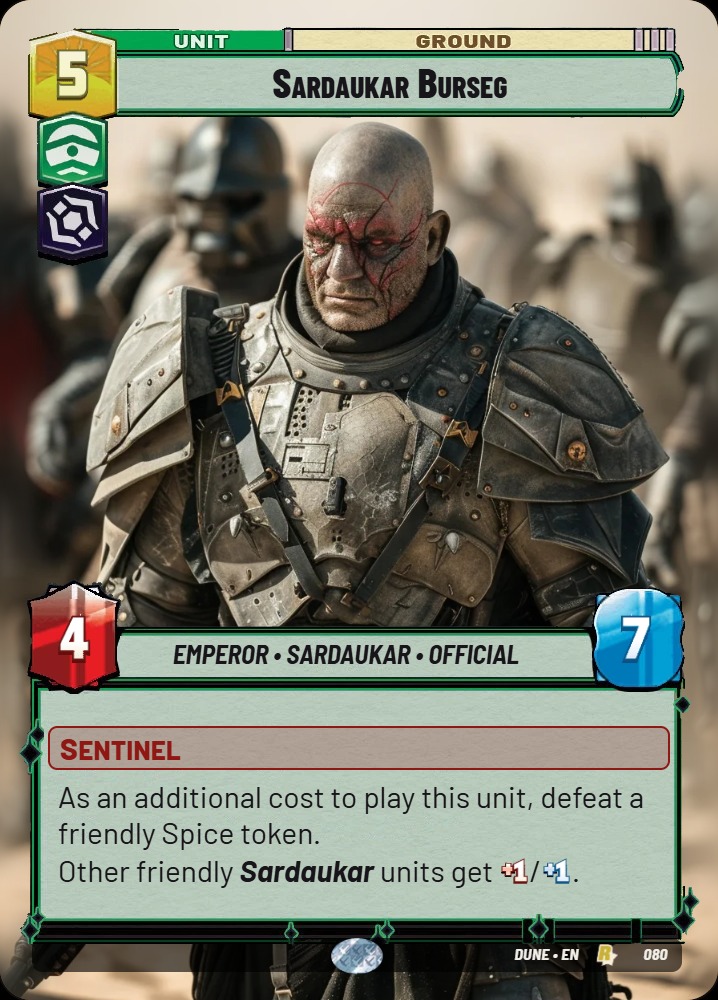 UNIT
GROUND
5
SARDAUKAR BURSEG
4
EMPEROR • SARDAUKAR • OFFICIAL
7
SENTINEL
As an additional cost to play this unit, defeat a
friendly Spice token.
Other friendly Sardaukar units get +1/+1.
DUNE • EN R 080